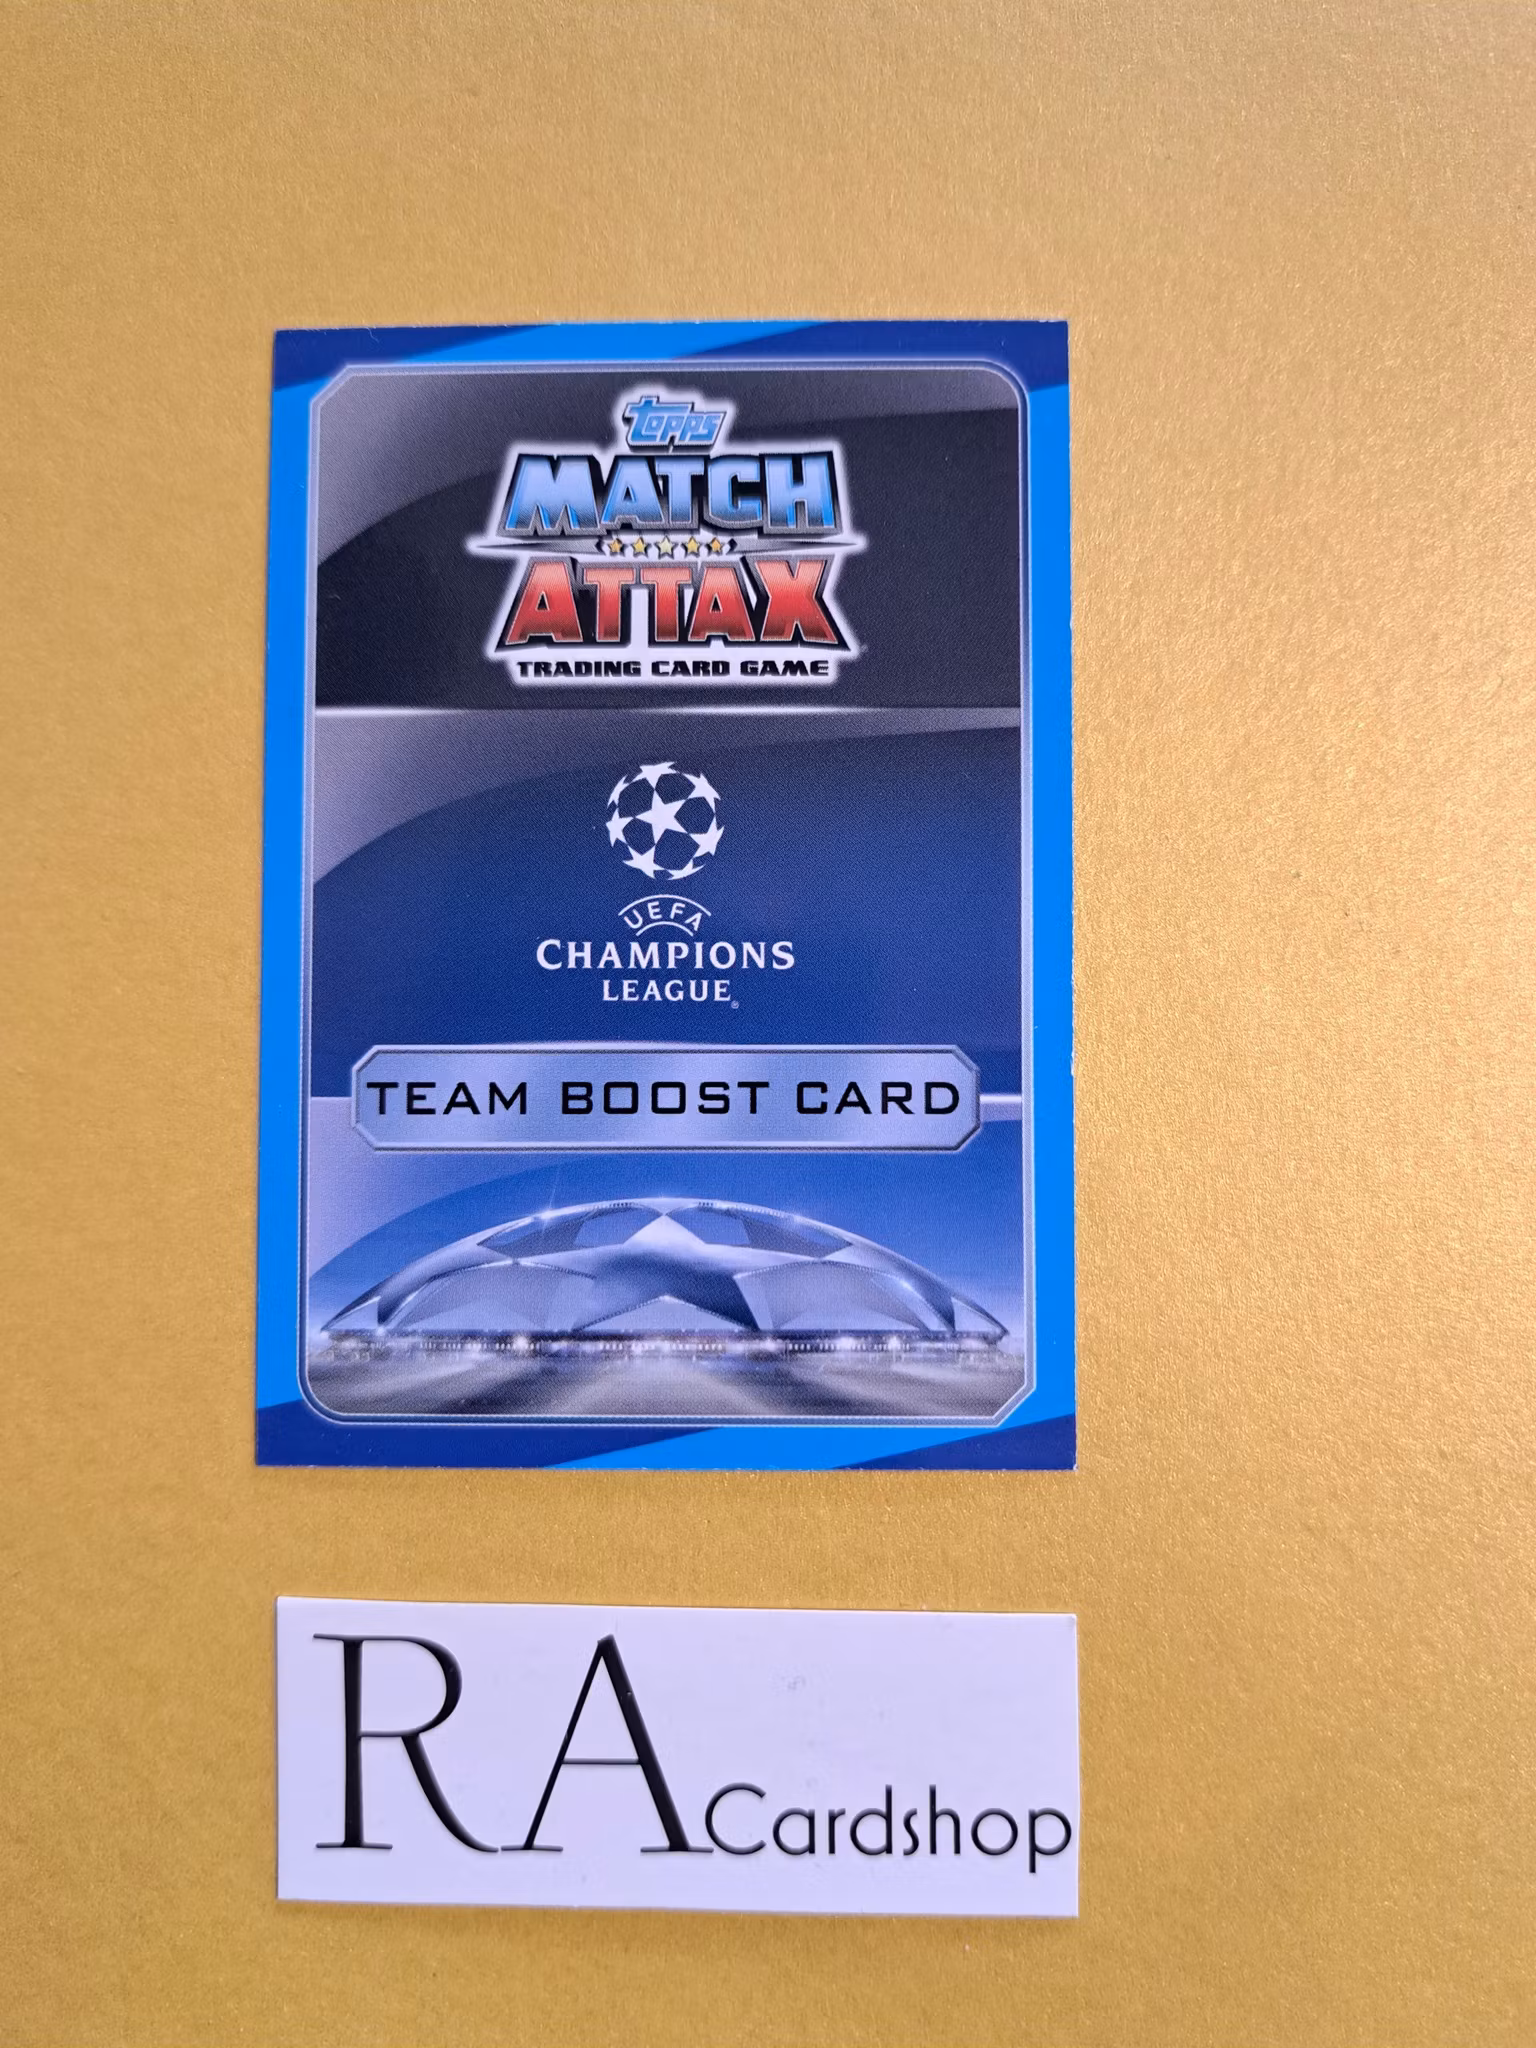 topps
MATCH
ATTAX
TRADING CARD GAME
UEFA
CHAMPIONS
LEAGUE®
TEAM BOOST CARD
RA Cardshop